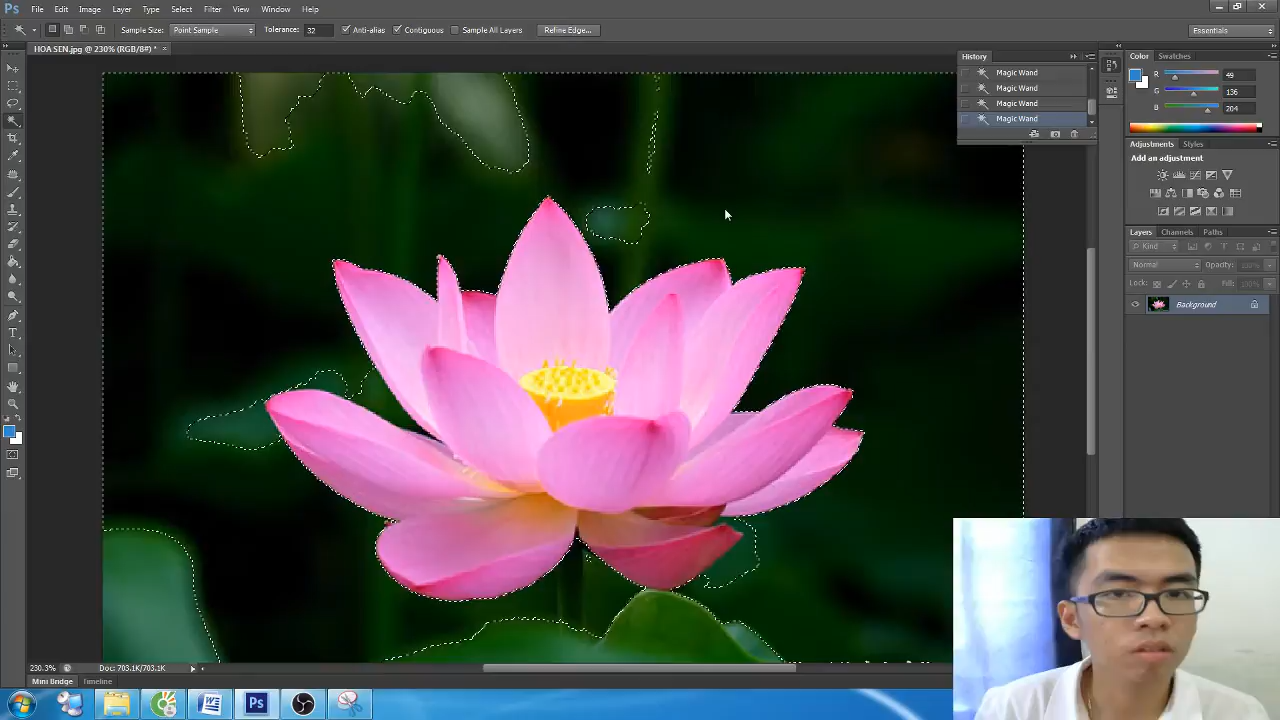 Ps File Edit Image Layer Type Select Filter View Window Help
Sample Size: Point Sample Tolerance: 32 Anti-alias Contiguous Sample All Layers Refine Edge... Essentials
HOA SEN.jpg @ 230% (RGB/8#) * ×
History
Magic Wand
Magic Wand
Magic Wand
Magic Wand
Color Swatches
R 49
G 136
B 204
Adjustments Styles
Add an adjustment
Layers Channels Paths
Kind
Normal Opacity: 100%
Lock: Fill: 100%
Background
230.3% Doc: 703.1K/703.1K
Mini Bridge Timeline
W Ps